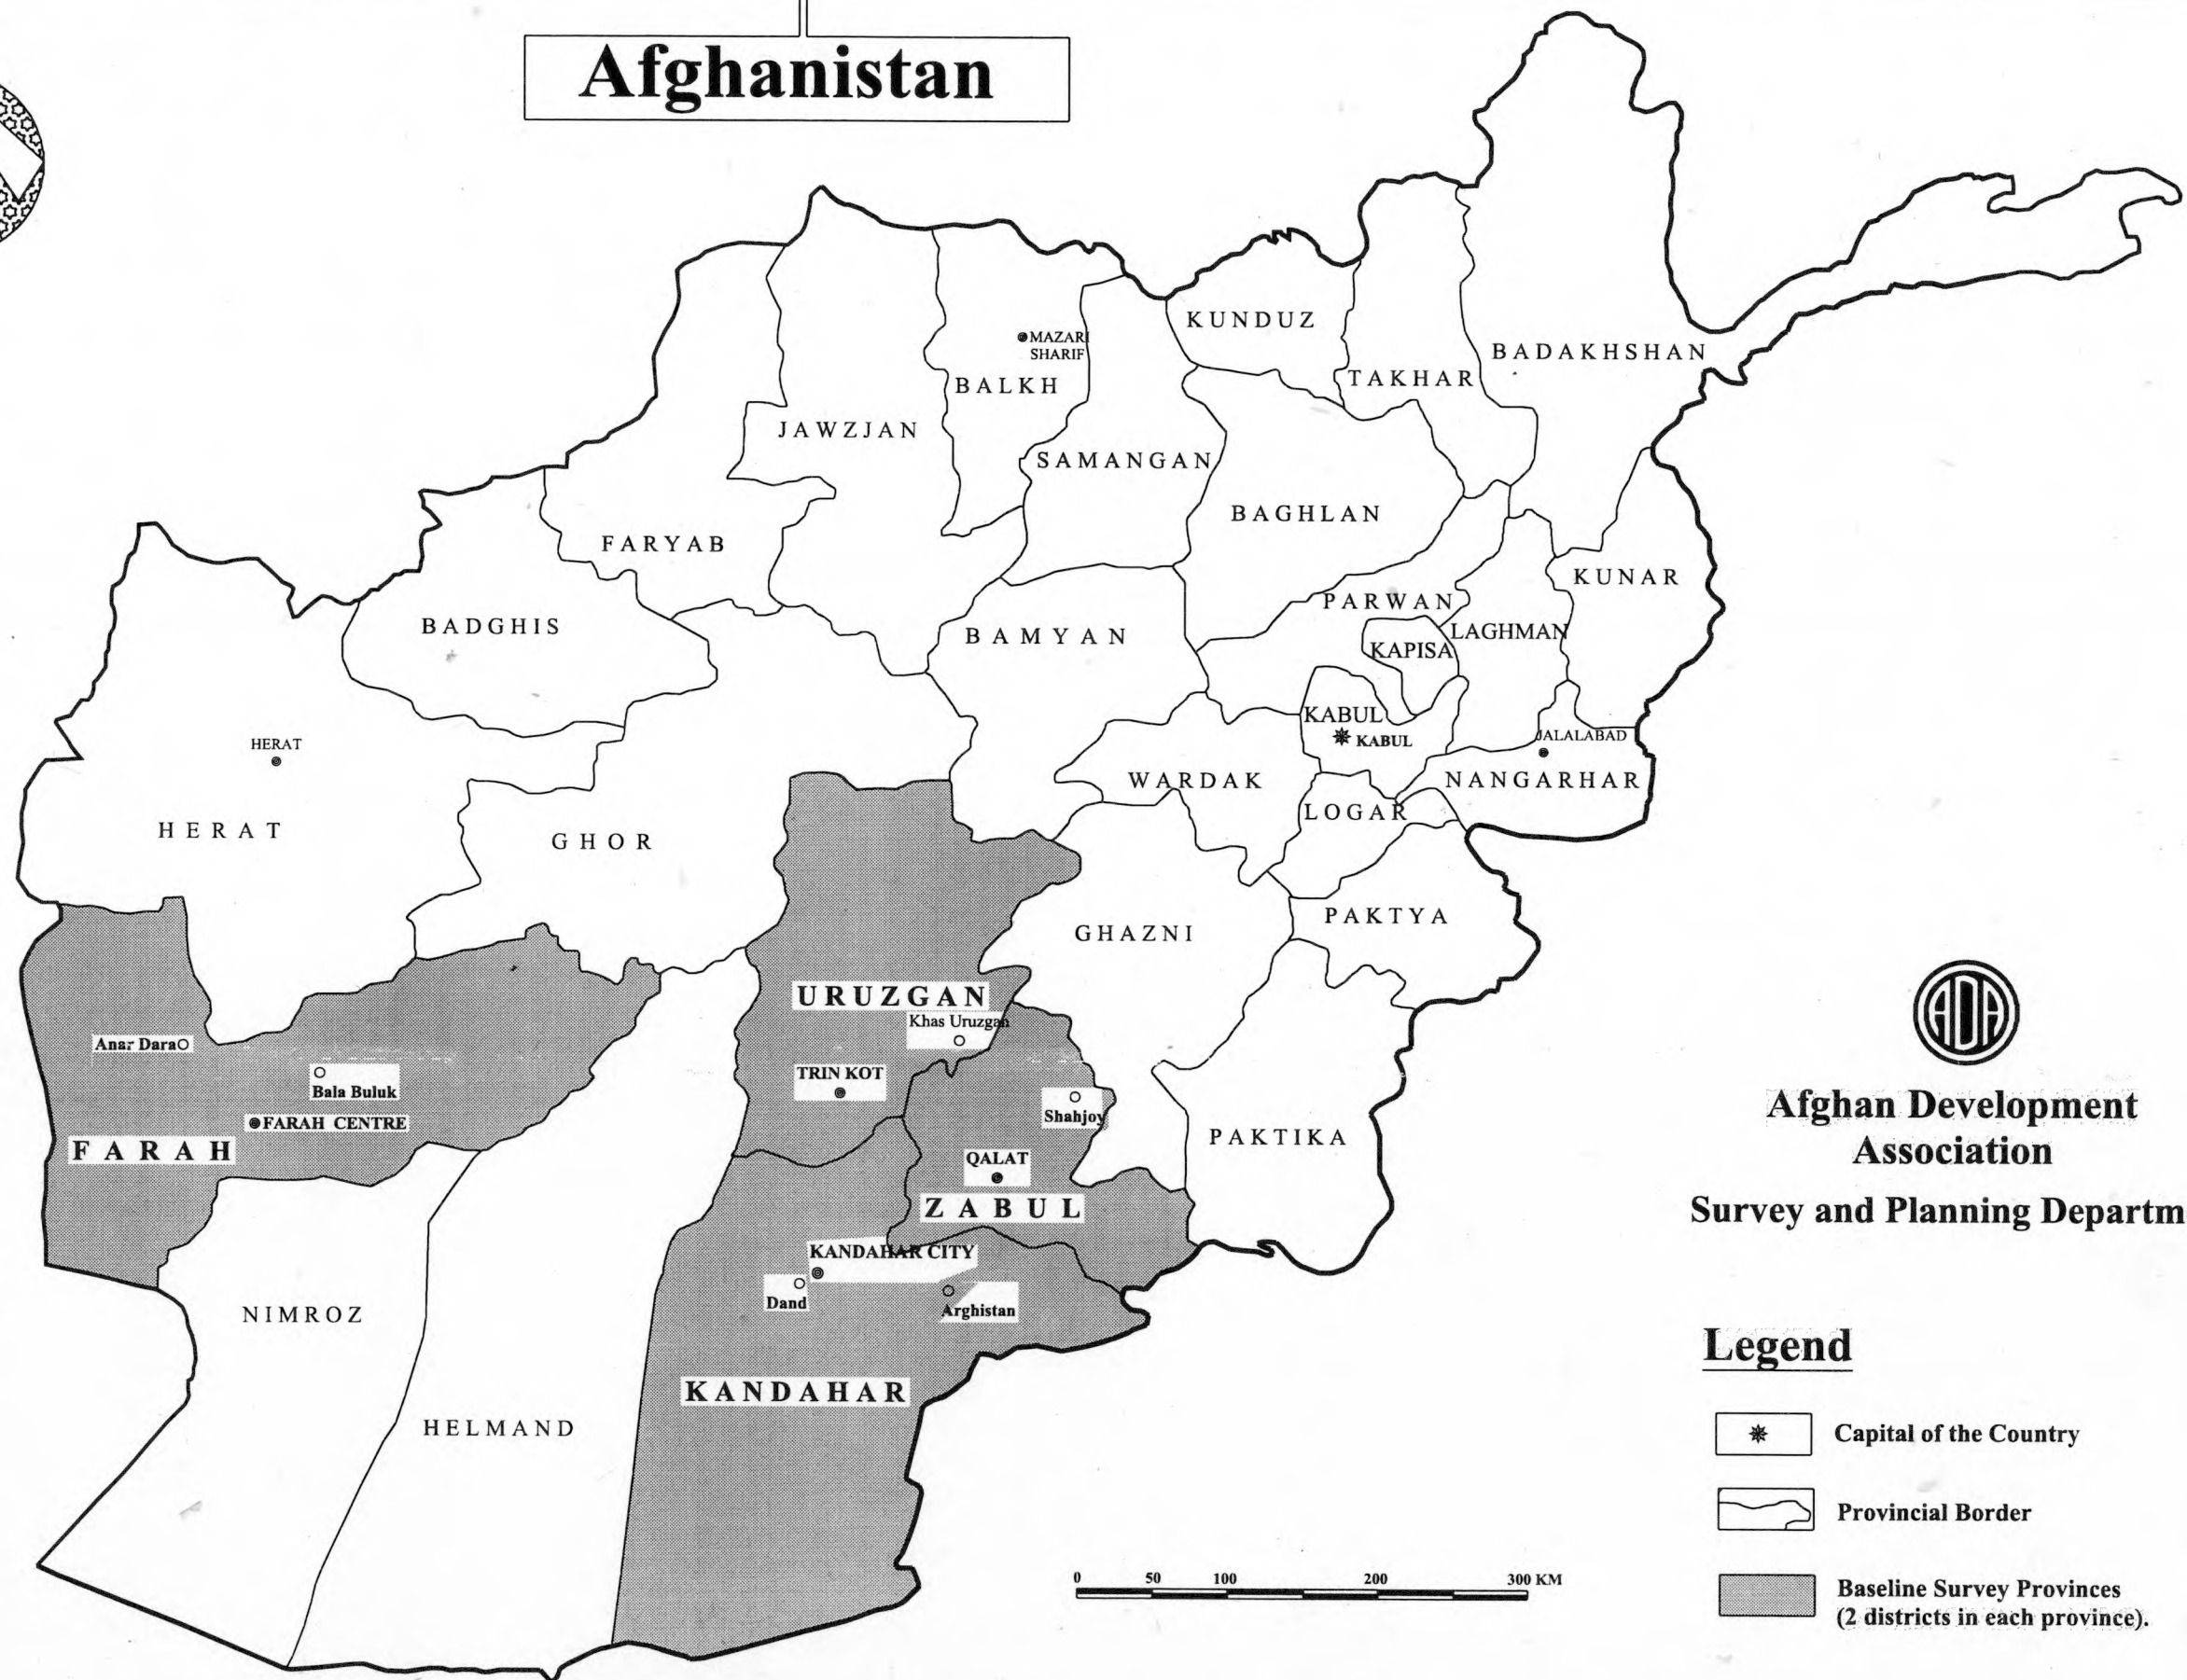 Afghanistan
KUNDUZ
MAZARI
SHARIF
BADAKHSHAN
TAKHAR
BALKH
JAWZJAN
SAMANGAN
BAGHLAN
FARYAB
KUNAR
PARWAN
BADGHIS
BAMYAN
LAGHMAN
KAPISA
KABUL
KABUL
JALALABAD
HERAT
WARDAK
NANGARHAR
LOGAR
HERAT
GHOR
PAKTYA
GHAZNI
URUZGAN
Khas Uruzgan
Anar Dara
TRIN KOT
Bala Buluk
FARAH CENTRE
Shahjoy
FARAH
PAKTIKA
QALAT
ZABUL
KANDAHAR CITY
Dand
Arghistan
NIMROZ
KANDAHAR
HELMAND
ADA
Afghan Development
Association
Survey and Planning Departm
Legend
Capital of the Country
Provincial Border
Baseline Survey Provinces
(2 districts in each province).
0 50 100 200 300 KM